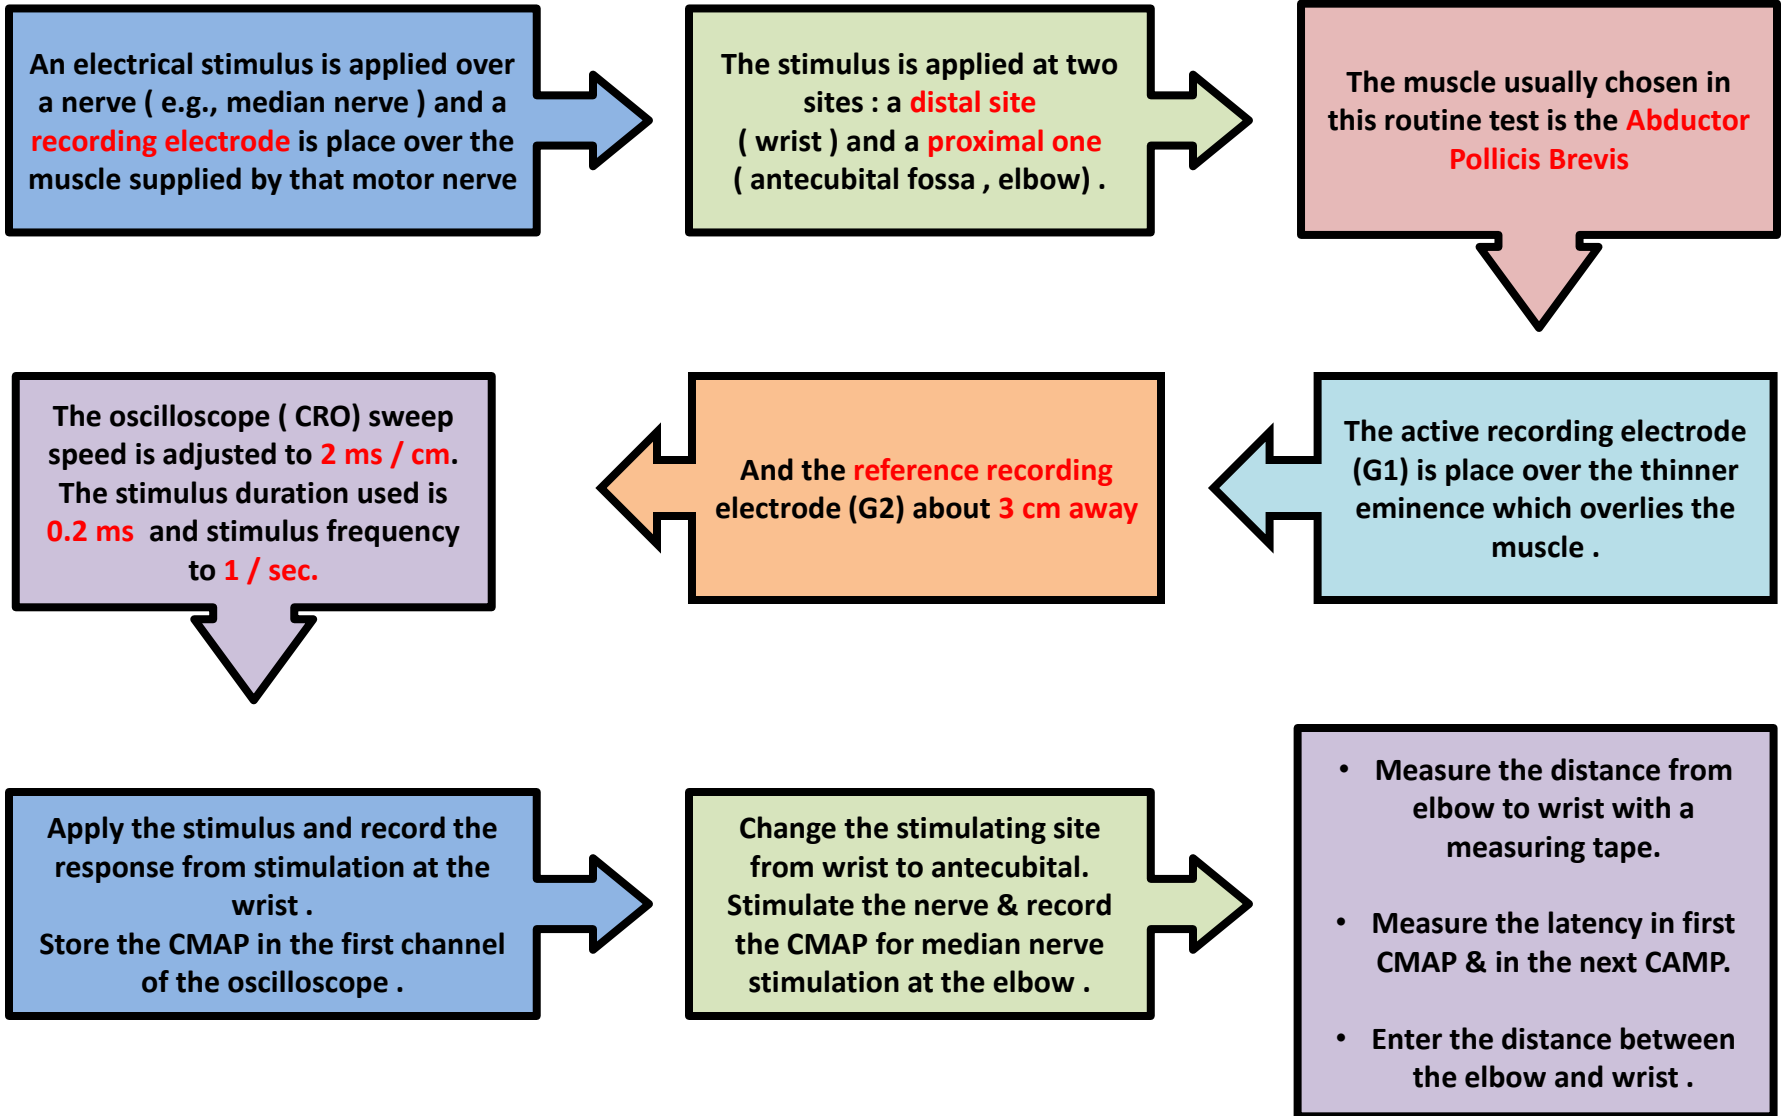 An electrical stimulus is applied over
a nerve ( e.g., median nerve ) and a
recording electrode is place over the
muscle supplied by that motor nerve
The stimulus is applied at two
sites : a distal site
( wrist ) and a proximal one
( antecubital fossa , elbow) .
The muscle usually chosen in
this routine test is the Abductor
Pollicis Brevis
The active recording electrode
(G1) is place over the thinner
eminence which overlies the
muscle .
And the reference recording
electrode (G2) about 3 cm away
The oscilloscope ( CRO) sweep
speed is adjusted to 2 ms / cm.
The stimulus duration used is
0.2 ms  and stimulus frequency
to 1 / sec.
Apply the stimulus and record the
response from stimulation at the
wrist .
Store the CMAP in the first channel
of the oscilloscope .
Change the stimulating site
from wrist to antecubital.
Stimulate the nerve & record
the CMAP for median nerve
stimulation at the elbow .
• Measure the distance from
elbow to wrist with a
measuring tape.
• Measure the latency in first
CMAP & in the next CAMP.
• Enter the distance between
the elbow and wrist .